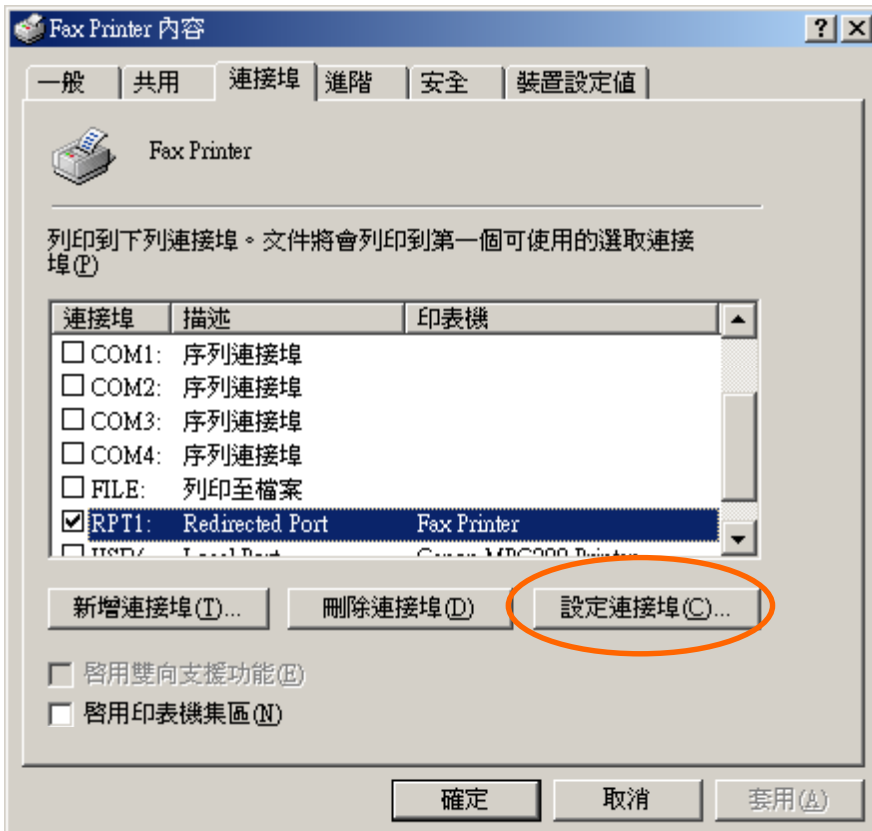 Fax Printer 內容
一般 共用 連接埠 進階 安全 裝置設定值
Fax Printer
列印到下列連接埠。文件將會列印到第一個可使用的選取連接
埠(P)
連接埠 描述 印表機
COM1: 序列連接埠
COM2: 序列連接埠
COM3: 序列連接埠
COM4: 序列連接埠
FILE: 列印至檔案
RPT1: Redirected Port Fax Printer
新增連接埠(T)... 刪除連接埠(D) 設定連接埠(C)...
啓用雙向支援功能(E)
啓用印表機集區(N)
確定 取消 套用(A)